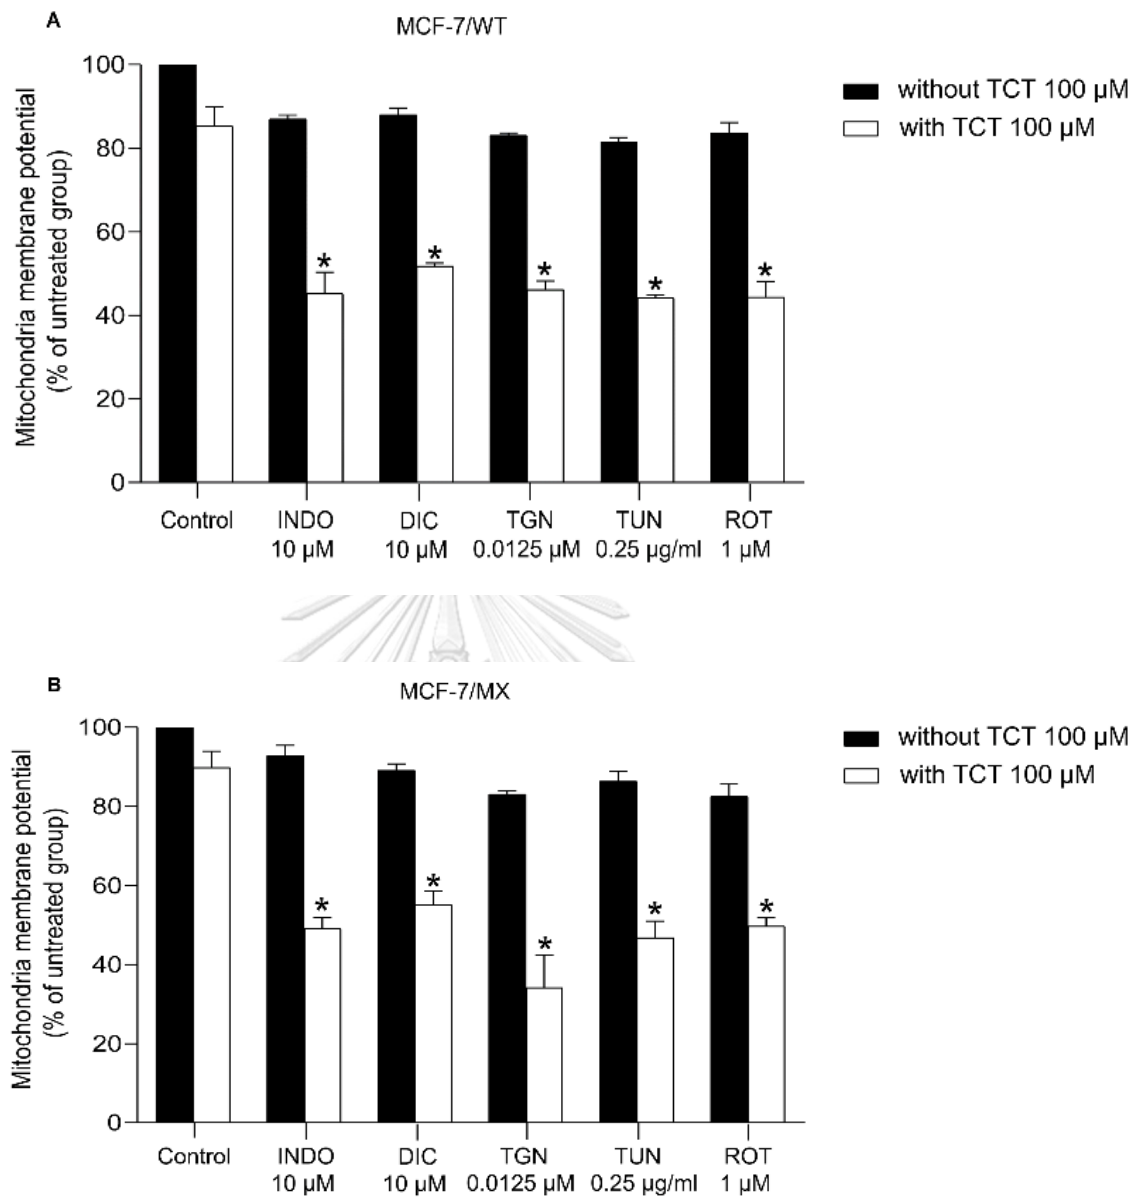 A
MCF-7/WT
Mitochondria membrane potential
(% of untreated group)
100
80
60
40
20
0
without TCT 100 µM
with TCT 100 µM
* * * * *
Control INDO DIC TGN TUN ROT
10 µM 10 µM 0.0125 µM 0.25 µg/ml 1 µM
B
MCF-7/MX
Mitochondria membrane potential
(% of untreated group)
100
80
60
40
20
0
without TCT 100 µM
with TCT 100 µM
* * * * *
Control INDO DIC TGN TUN ROT
10 µM 10 µM 0.0125 µM 0.25 µg/ml 1 µM